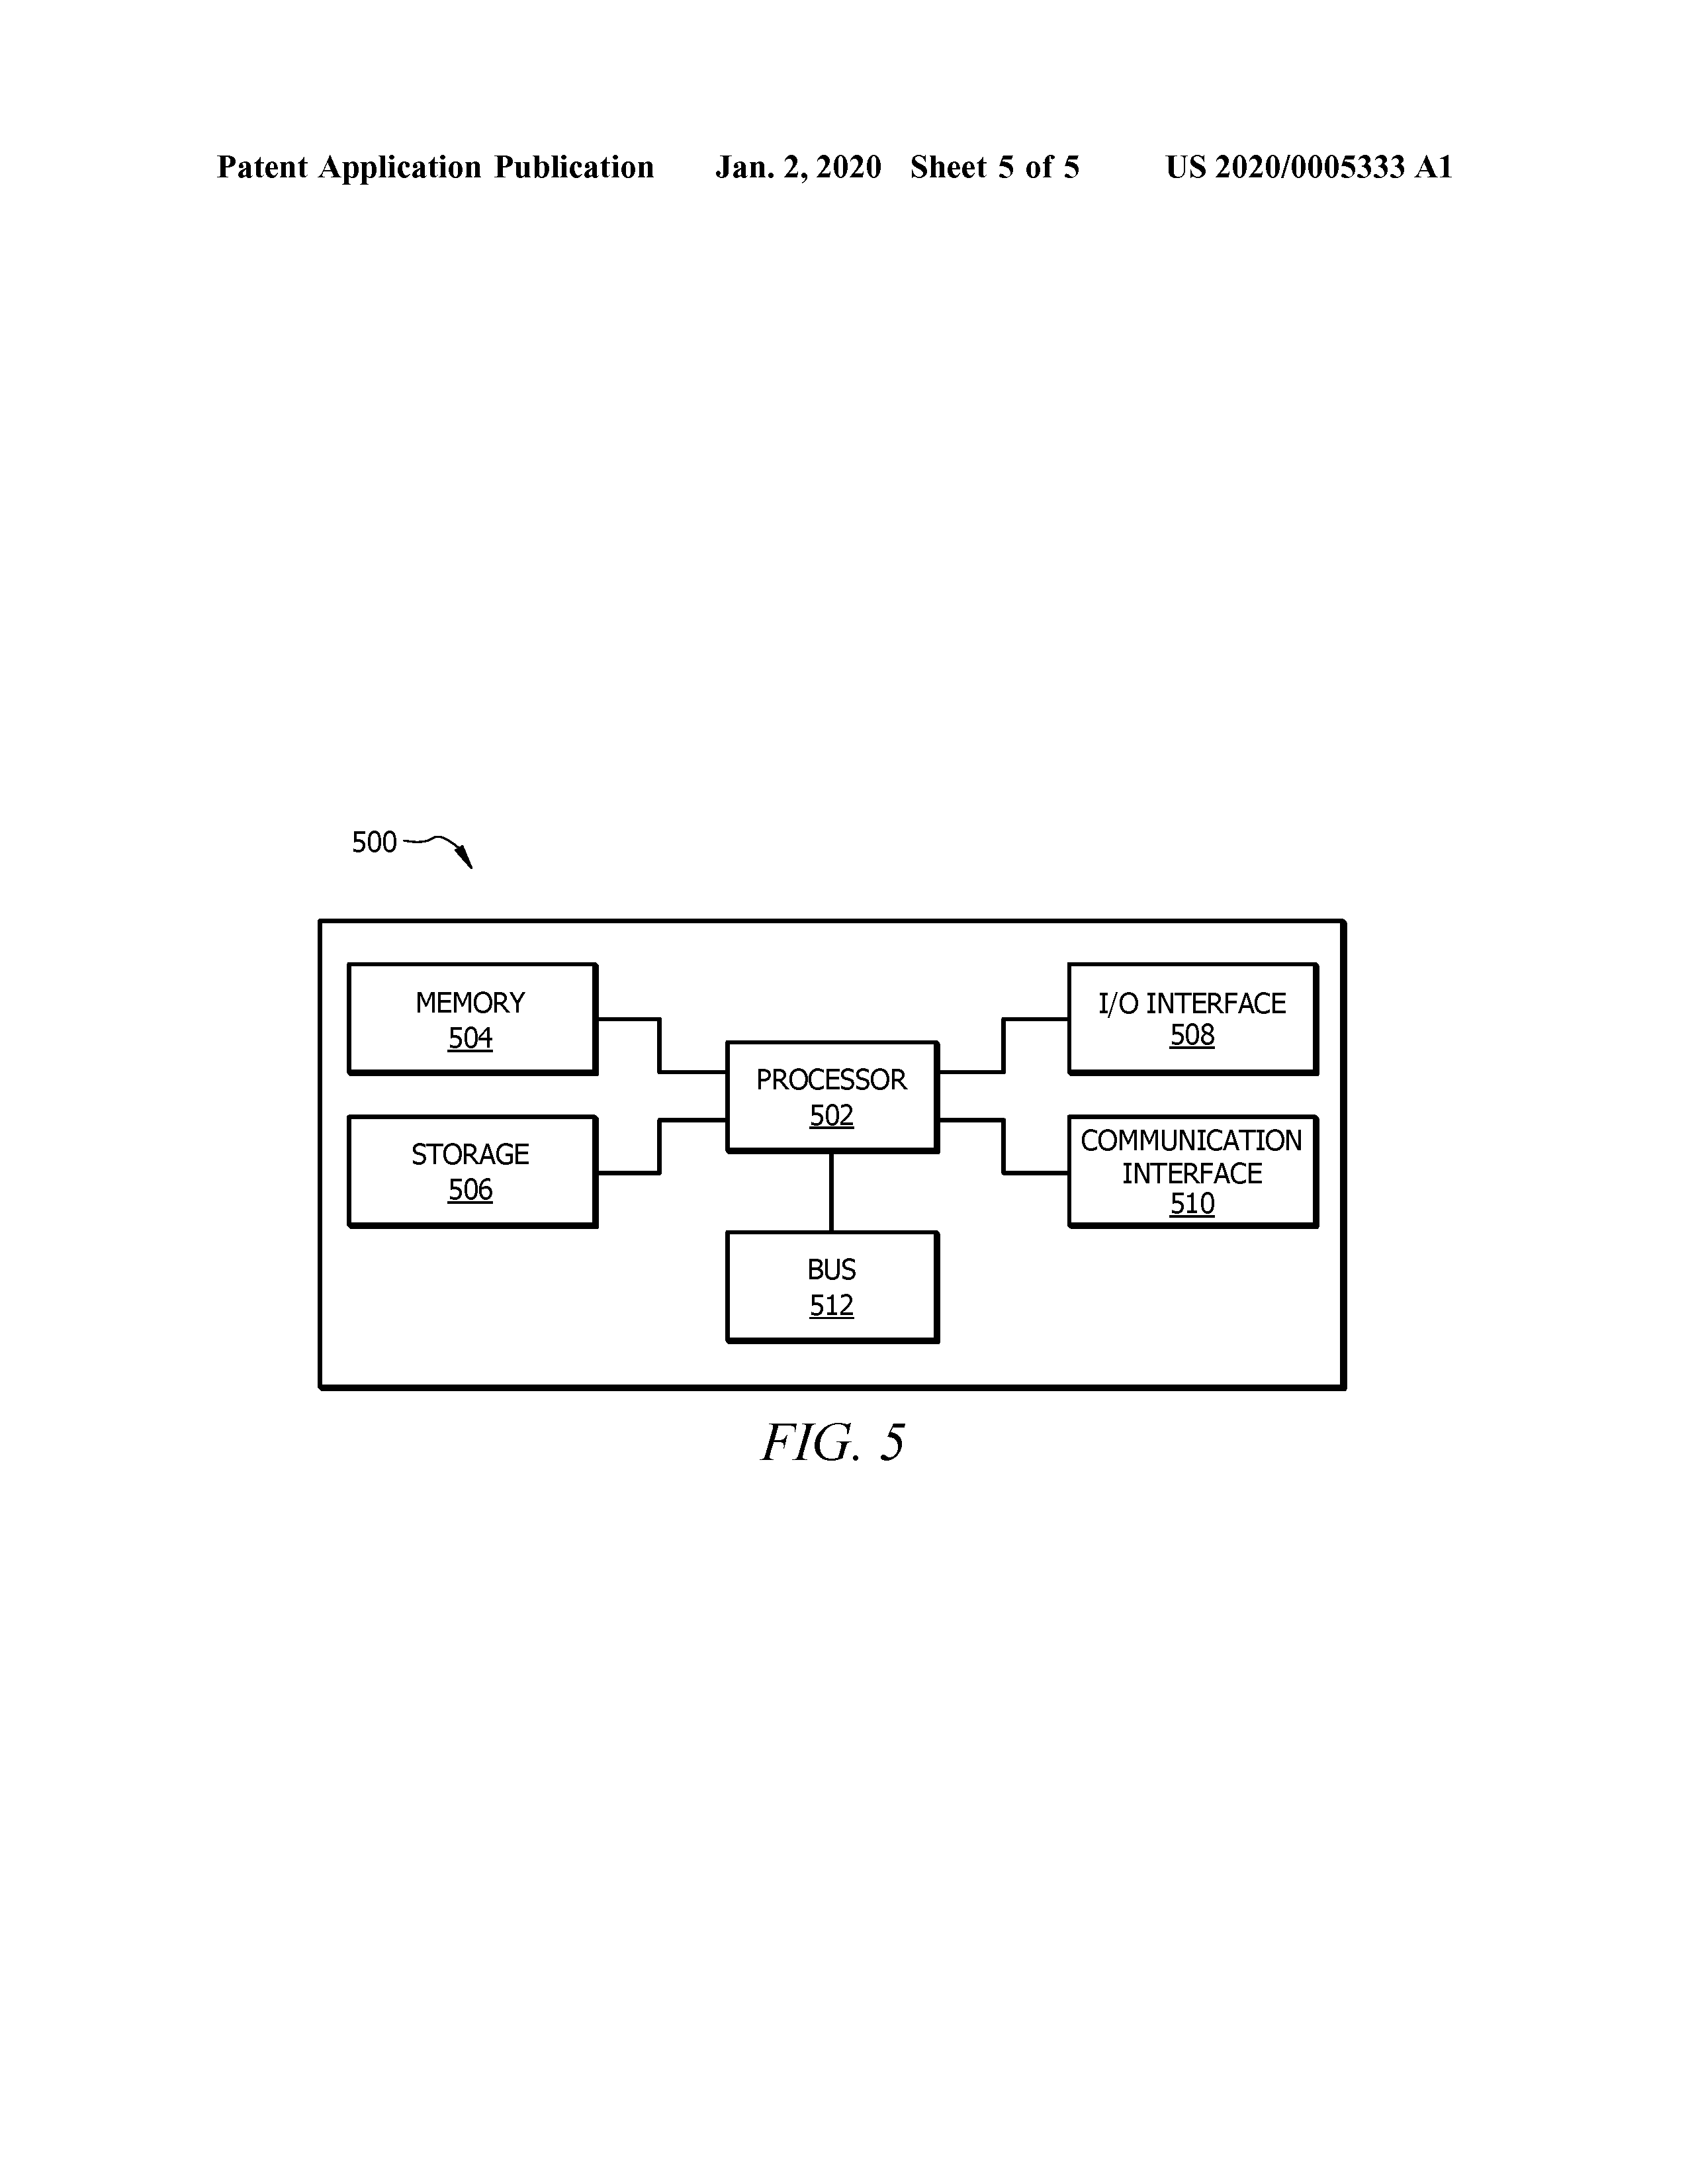 Patent Application Publication Jan. 2, 2020 Sheet 5 of 5 US 2020/0005333 A1
500
MEMORY
504
I/O INTERFACE
508
PROCESSOR
502
STORAGE
506
COMMUNICATION
INTERFACE
510
BUS
512
FIG. 5